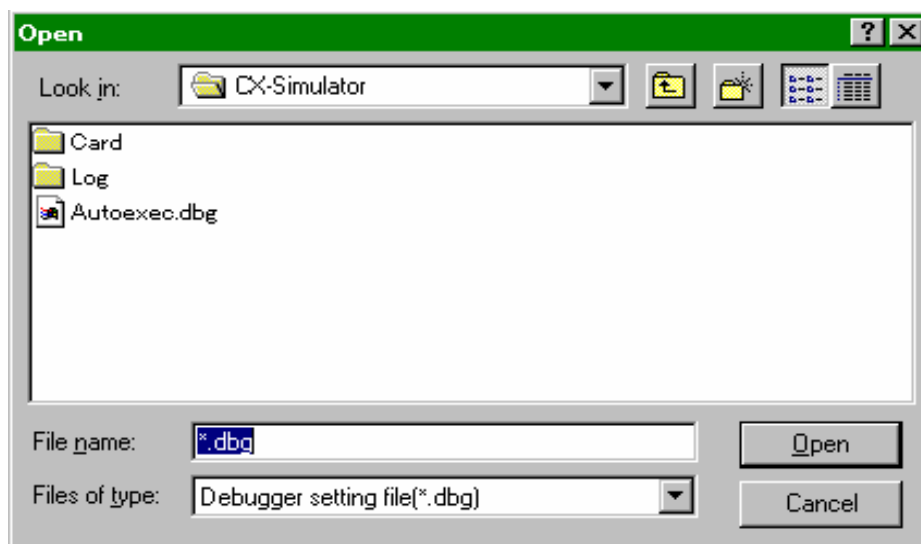 Open
Look in: CX-Simulator
Card
Log
Autoexec.dbg
File name: *.dbg Open
Files of type: Debugger setting file(*.dbg) Cancel